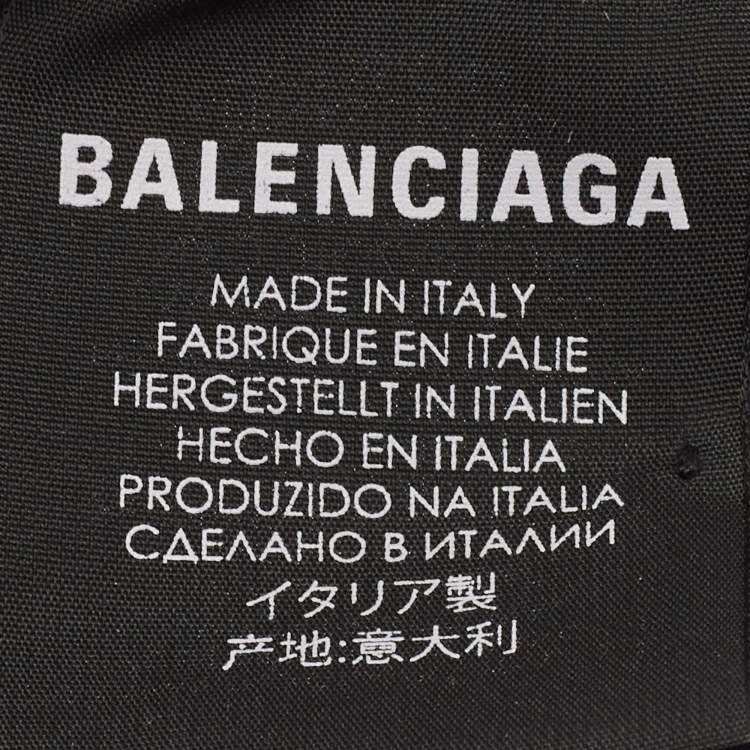 BALENCIAGA
MADE IN ITALY
FABRIQUE EN ITALIE
HERGESTELLT IN ITALIEN
HECHO EN ITALIA
PRODUZIDO NA ITALIA
СДЕЛАНО В ИТАЛИИ
イタリア製
产地:意大利